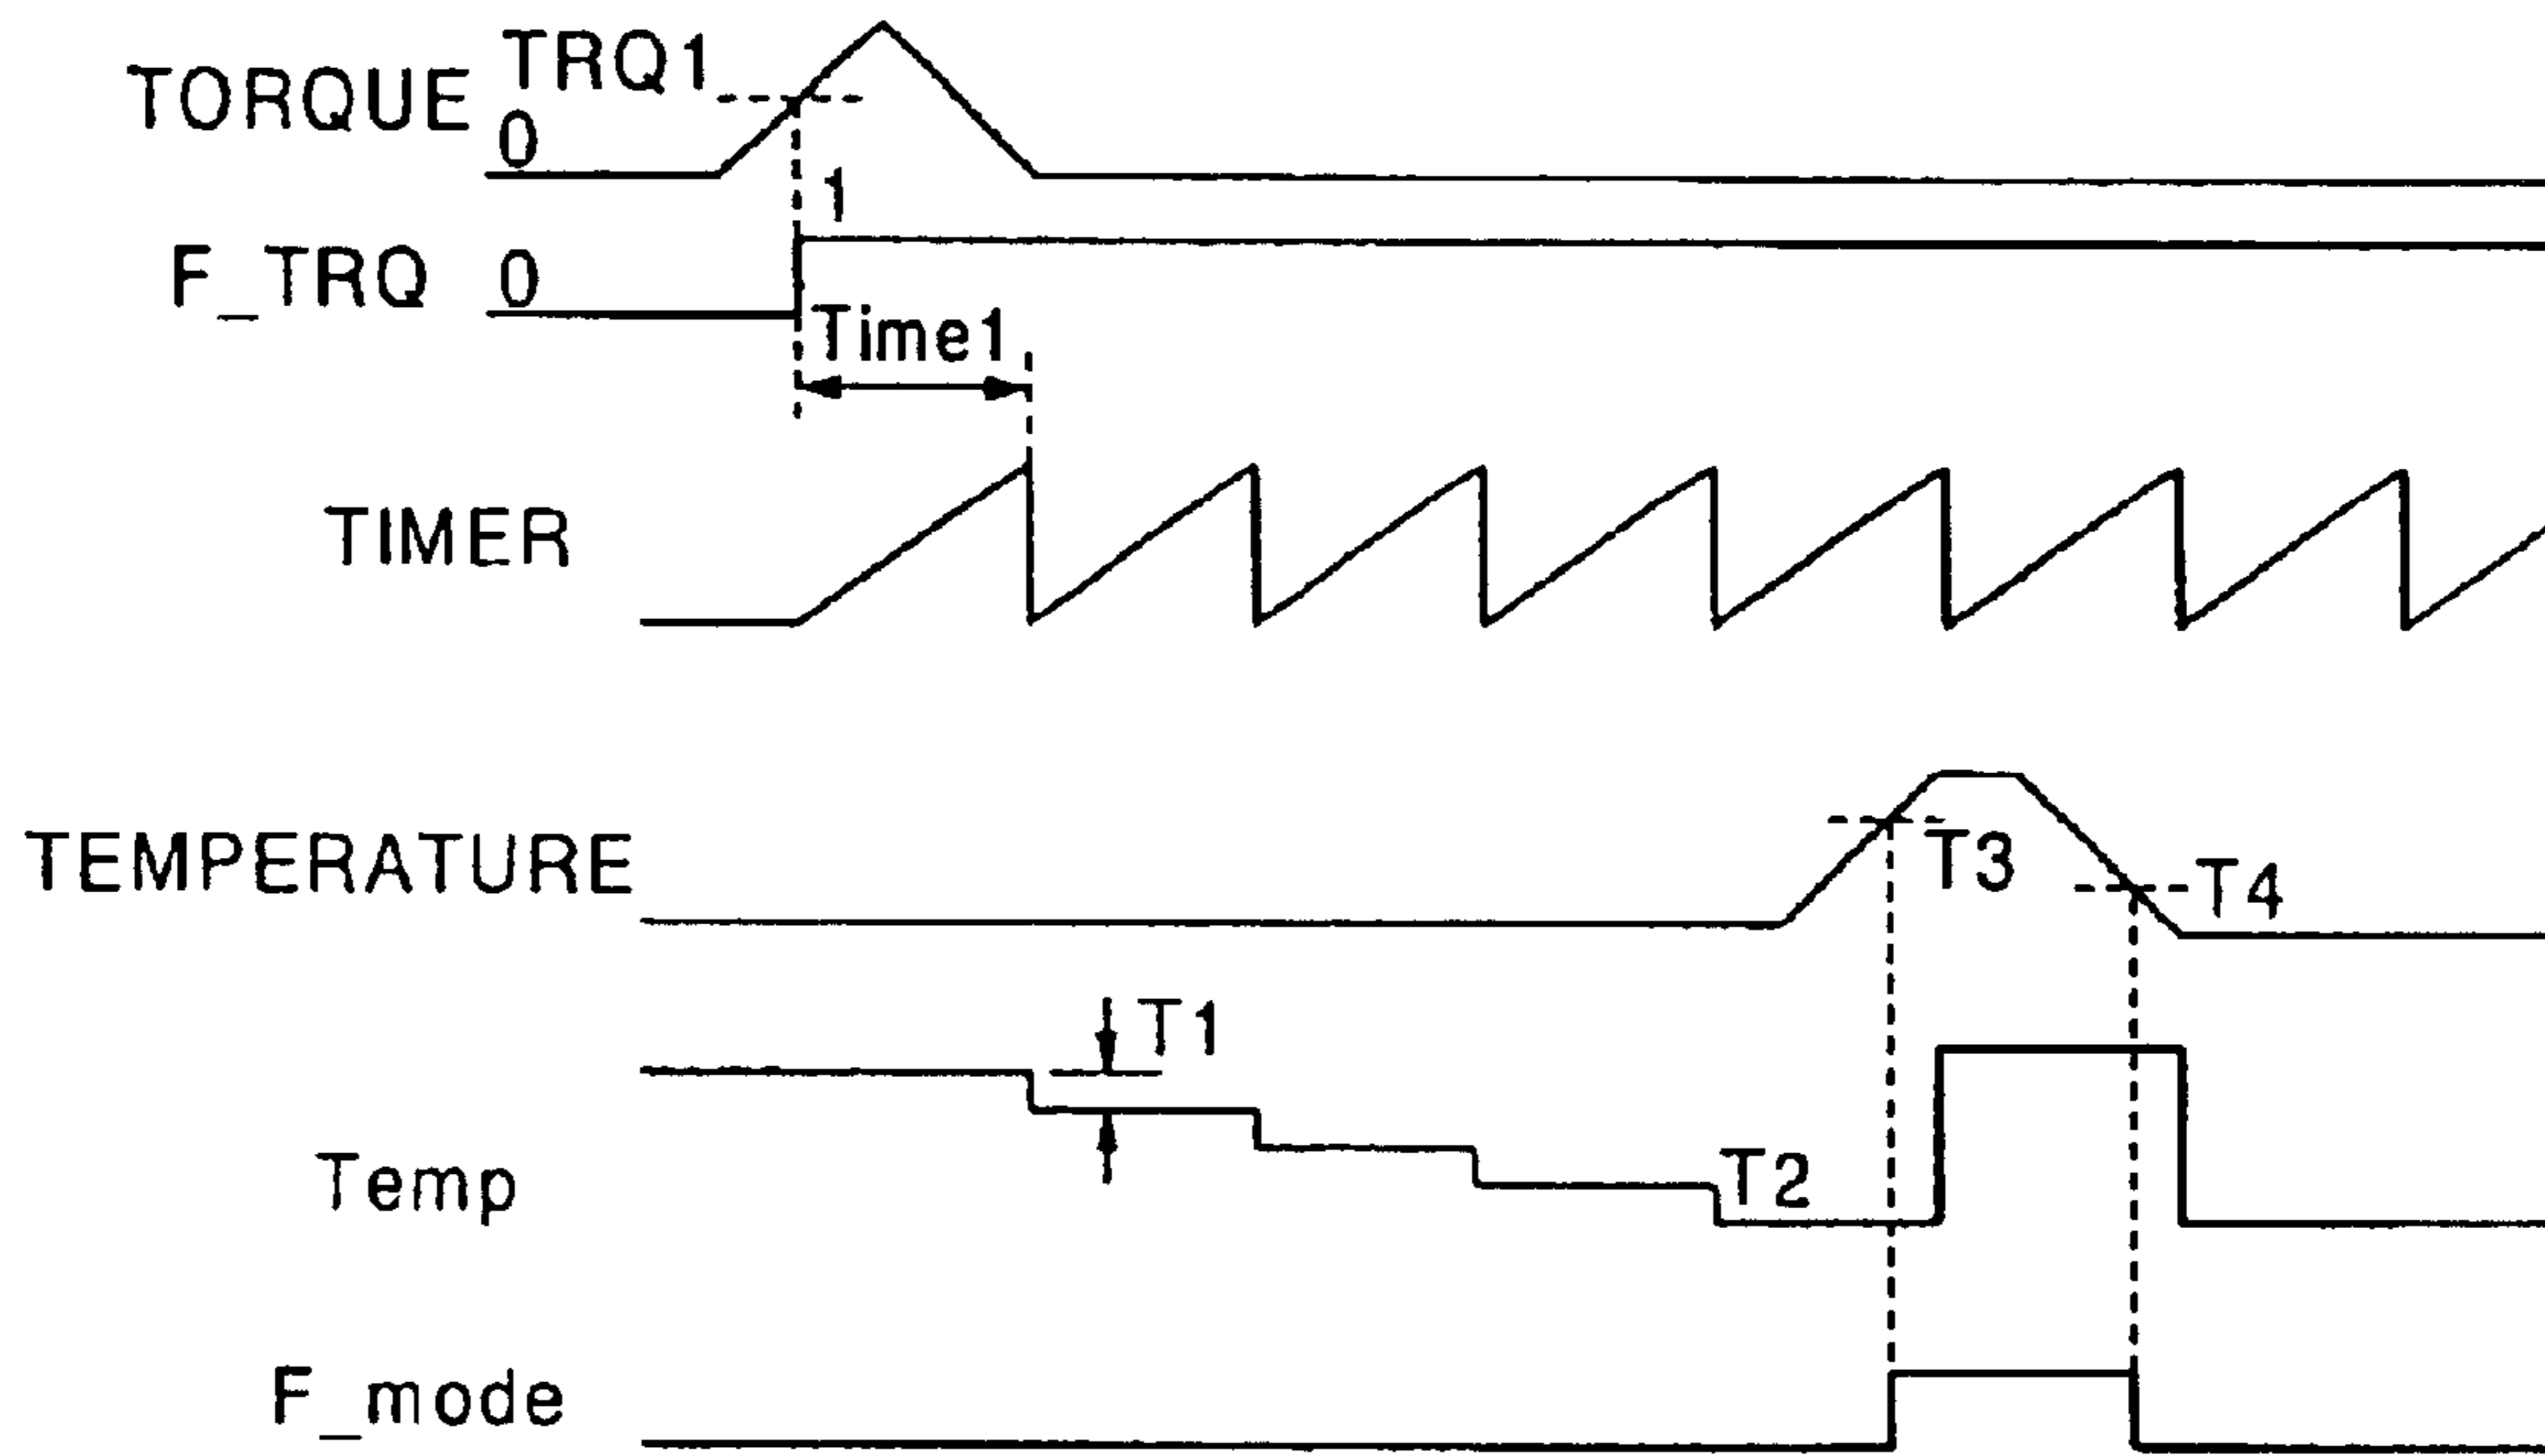 TRQ1
TORQUE 0
1
F_TRQ 0
Time1
TIMER
TEMPERATURE T3
T4
T1
Temp T2
F_mode